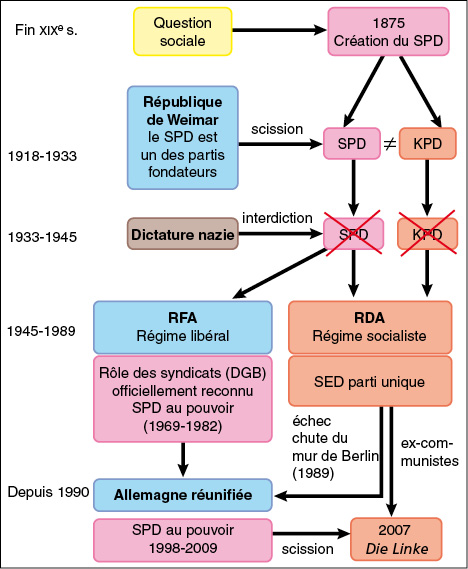 Fin XIXe s.
Question
sociale
1875
Création du SPD
République
de Weimar
le SPD est
un des partis
fondateurs
scission
SPD
≠
KPD
1918-1933
1933-1945
Dictature nazie
interdiction
SPD
KPD
1945-1989
RFA
Régime libéral
RDA
Régime socialiste
Rôle des syndicats (DGB)
officiellement reconnu
SPD au pouvoir
(1969-1982)
SED parti unique
échec
chute du
mur de Berlin
(1989)
ex-com-
munistes
Depuis 1990
Allemagne réunifiée
SPD au pouvoir
1998-2009
scission
2007
Die Linke